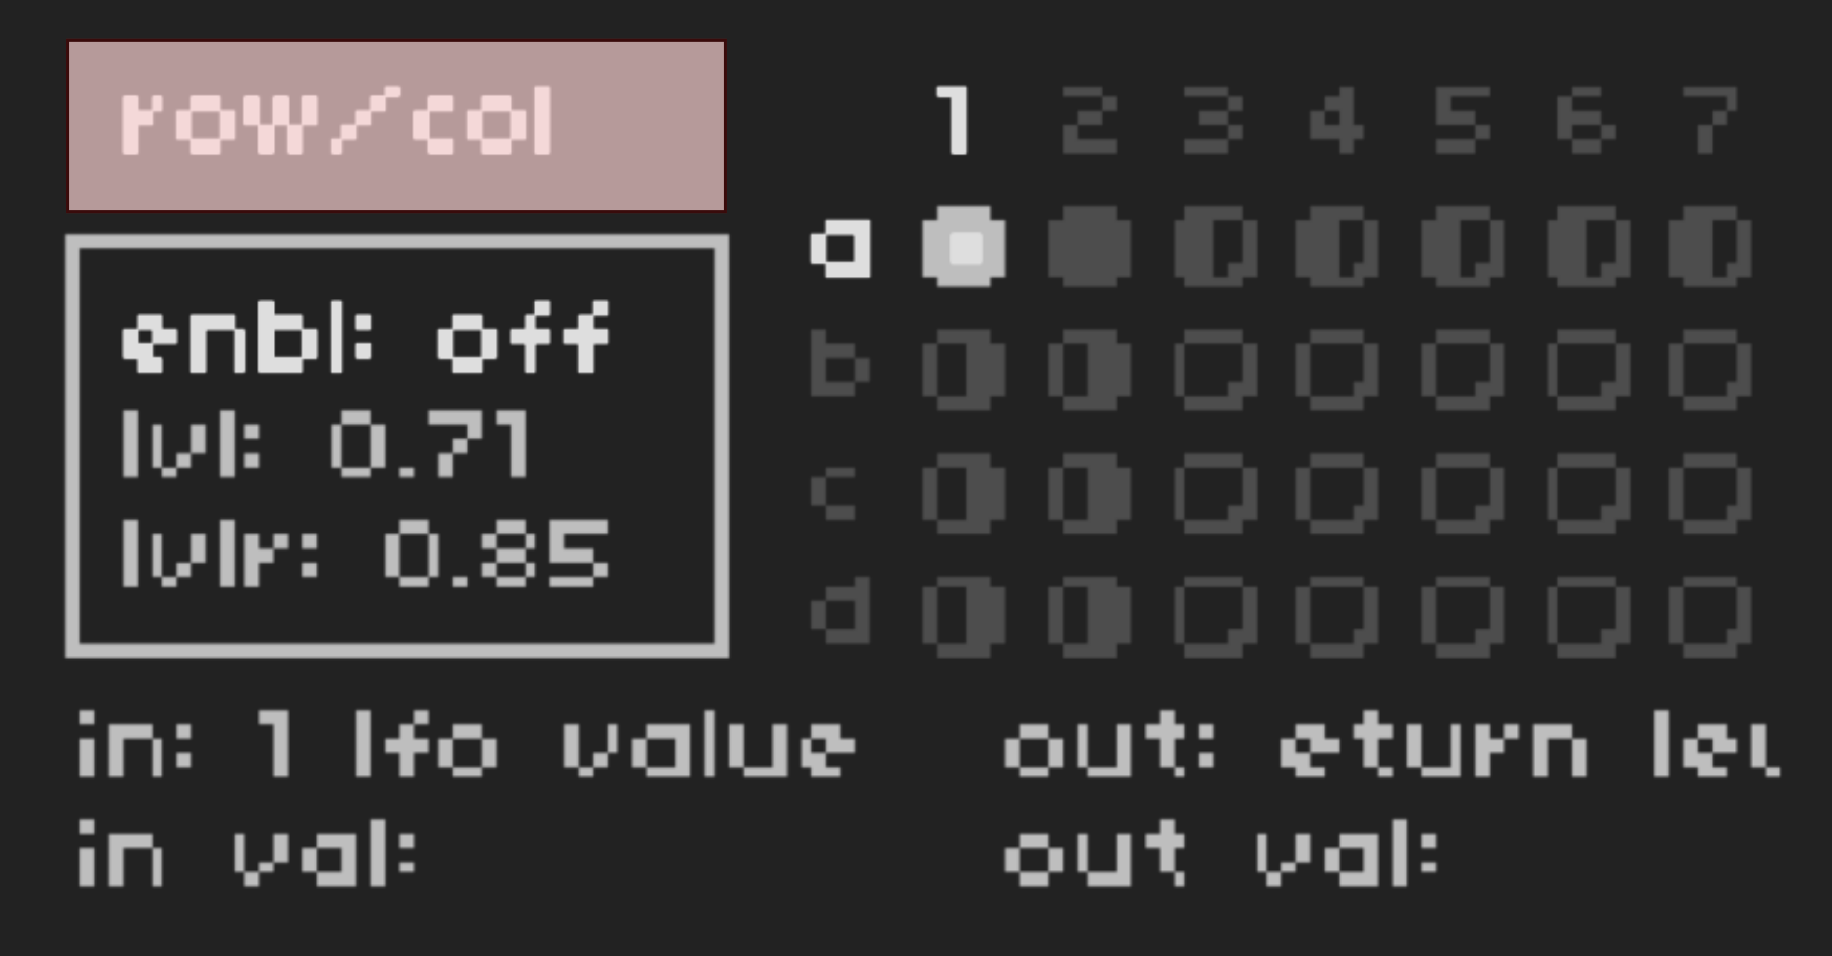 row/col
enbl: off
lvl: 0.71
lvlr: 0.85
1 2 3 4 5 6 7
a
b
c
d
in: 1 lfo value
out: eturn lev
in val:
out val: